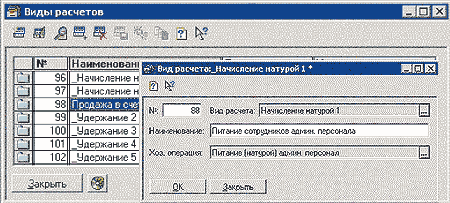 Виды расчетов
№ Наименован
96 _Начисление н
97 _Начисление н
98 Продажа в сче
99 _Удержание 2
100 _Удержание 3
101 _Удержание 4
102 _Удержание 5
Закрыть
Вид расчета:_Начисление натурой 1 *
№: 98 Вид расчета: Начисление натурой 1 ...
Наименование: Питание сотрудников админ. персонала
Хоз. операция: Питание (натурой) админ. персонал ...
OK Закрыть